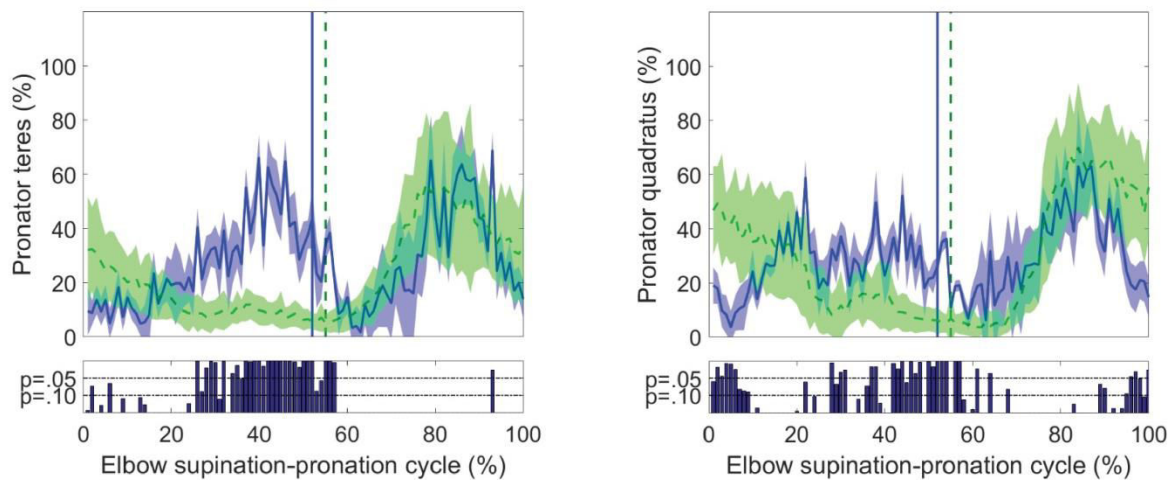 Pronator teres (%)
100
80
60
40
20
0
p=.05
p=.10
0 20 40 60 80 100
Elbow supination-pronation cycle (%)
Pronator quadratus (%)
100
80
60
40
20
0
p=.05
p=.10
0 20 40 60 80 100
Elbow supination-pronation cycle (%)